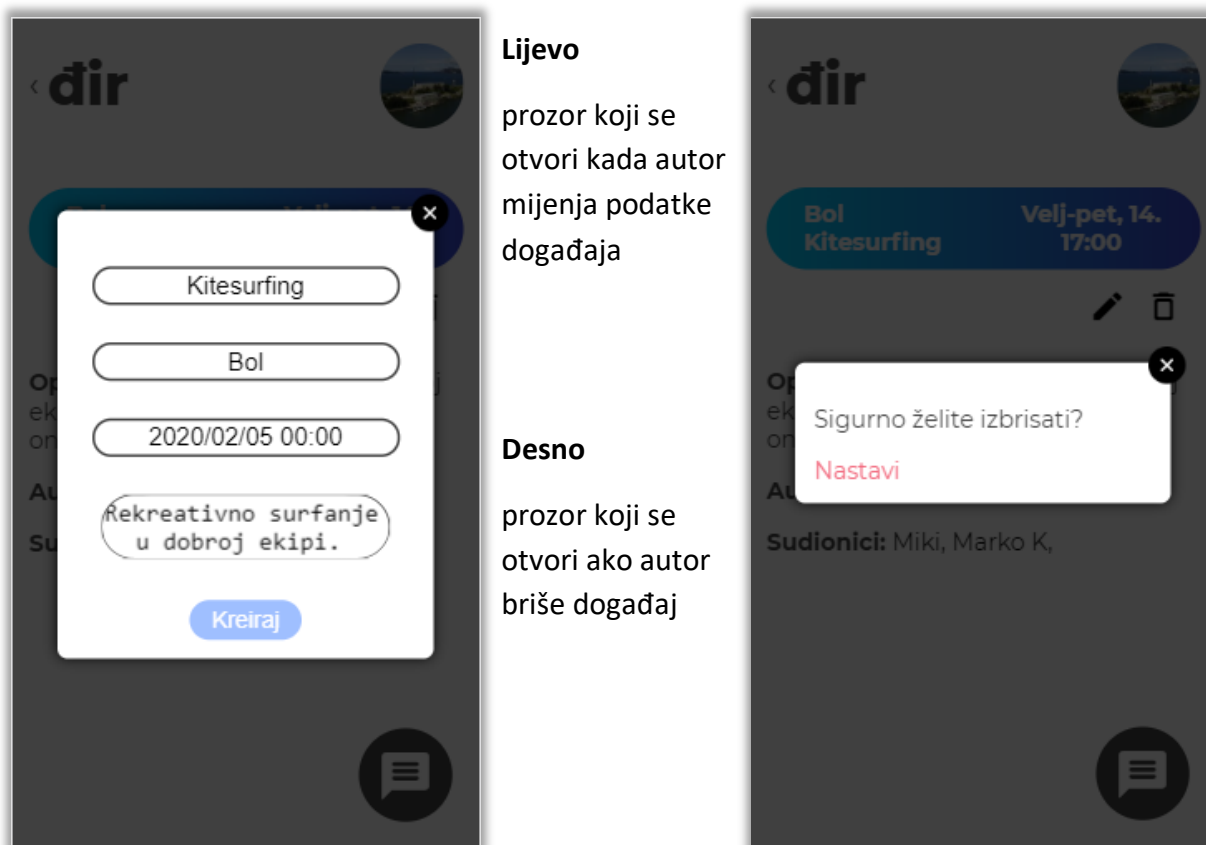 ‹ đir
Kitesurfing
Bol
2020/02/05 00:00
Rekreativno surfanje
u dobroj ekipi.
Kreiraj
Lijevo
prozor koji se
otvori kada autor
mijenja podatke
događaja
Desno
prozor koji se
otvori ako autor
briše događaj
‹ đir
Bol
Kitesurfing
Velj-pet, 14.
17:00
Sigurno želite izbrisati?
Nastavi
Sudionici: Miki, Marko K,